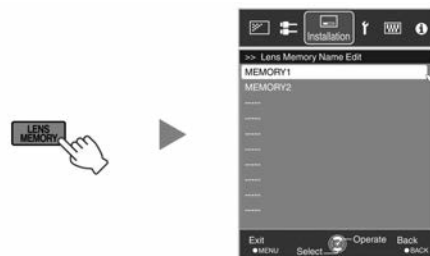 LENS
MEMORY
Installation
>> Lens Memory Name Edit
MEMORY1
MEMORY2
-----
-----
-----
-----
-----
-----
-----
-----
Exit
●MENU
Select
Operate
Back
●BACK